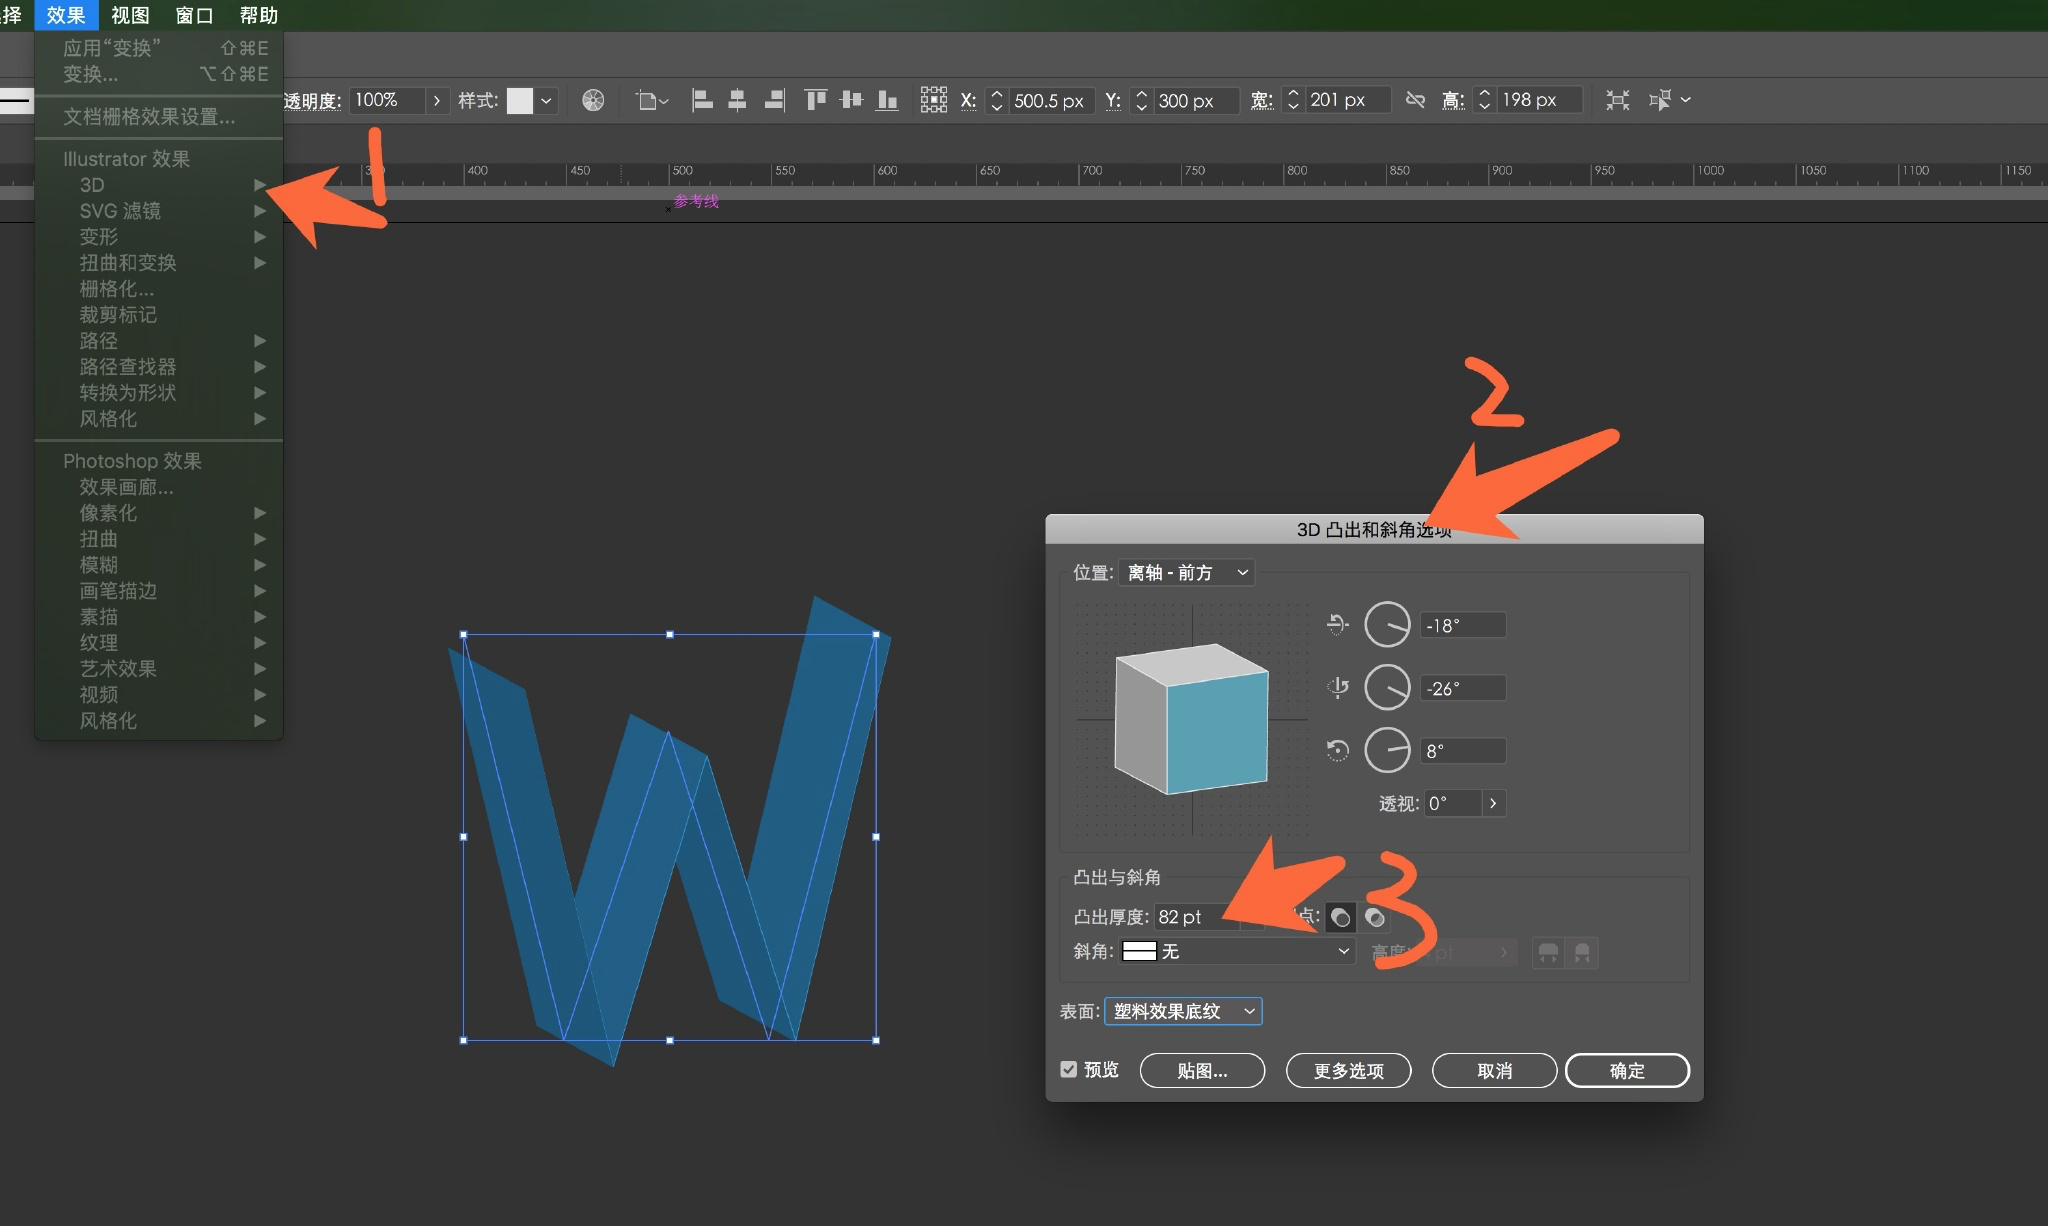 择 效果 视图 窗口 帮助
应用“变换” ⇧⌘E
变换... ⌥⇧⌘E
文档栅格效果设置...
Illustrator 效果
3D
SVG 滤镜
变形
扭曲和变换
栅格化...
裁剪标记
路径
路径查找器
转换为形状
风格化
Photoshop 效果
效果画廊...
像素化
扭曲
模糊
画笔描边
素描
纹理
艺术效果
视频
风格化
透明度: 100% 样式: X: 500.5 px Y: 300 px 宽: 201 px 高: 198 px
400 450 500 550 600 650 700 750 800 850 900 950 1000 1050 1100 1150
参考线
1
2
3
3D 凸出和斜角选项
位置: 离轴 - 前方
-18°
-26°
8°
透视: 0°
凸出与斜角
凸出厚度: 82 pt 点:
斜角: 无 高度: pt
表面: 塑料效果底纹
预览 贴图... 更多选项 取消 确定